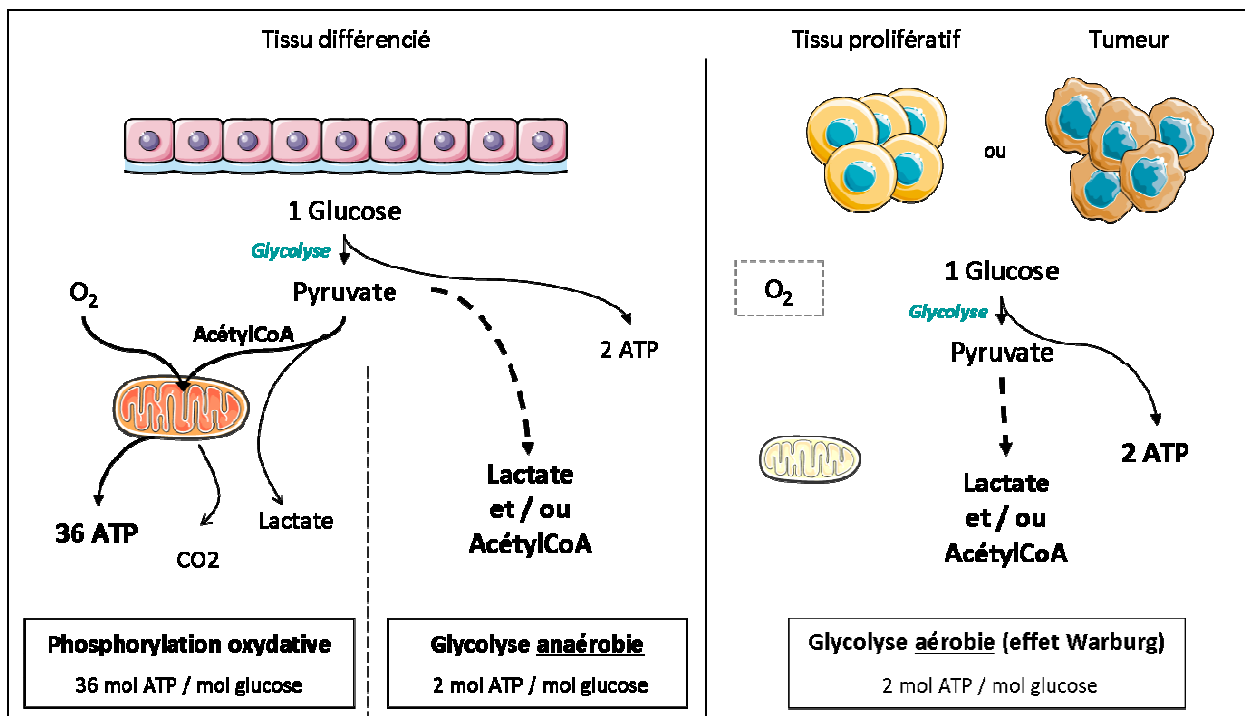 Tissu différencié
1 Glucose
Glycolyse
O2
Pyruvate
AcétylCoA
2 ATP
36 ATP
CO2
Lactate
Lactate
et / ou
AcétylCoA
Phosphorylation oxydative
36 mol ATP / mol glucose
Glycolyse anaérobie
2 mol ATP / mol glucose
Tissu prolifératif
Tumeur
ou
O2
1 Glucose
Glycolyse
Pyruvate
2 ATP
Lactate
et / ou
AcétylCoA
Glycolyse aérobie (effet Warburg)
2 mol ATP / mol glucose